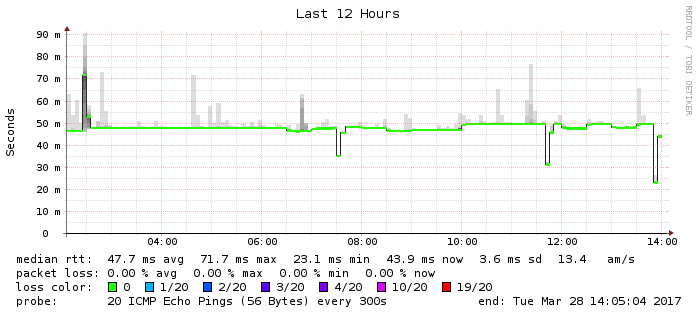 Last 12 Hours
RRDTOOL / TOBI OETIKER
Seconds
90 m
80 m
70 m
60 m
50 m
40 m
30 m
20 m
10 m
0
04:00 06:00 08:00 10:00 12:00 14:00
median rtt: 47.7 ms avg 71.7 ms max 23.1 ms min 43.9 ms now 3.6 ms sd 13.4 am/s
packet loss: 0.00 % avg 0.00 % max 0.00 % min 0.00 % now
loss color: 0 1/20 2/20 3/20 4/20 10/20 19/20
probe: 20 ICMP Echo Pings (56 Bytes) every 300s end: Tue Mar 28 14:05:04 2017